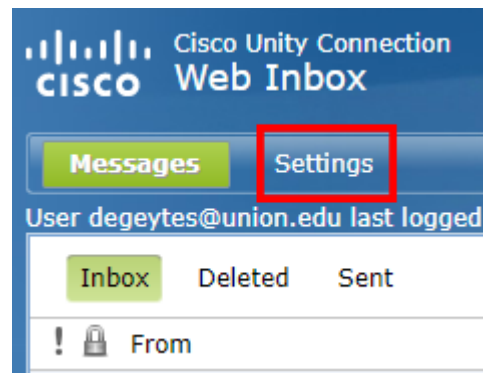 Cisco Unity Connection
CISCO Web Inbox
Messages Settings
User degeytes@union.edu last logged
Inbox Deleted Sent
! From